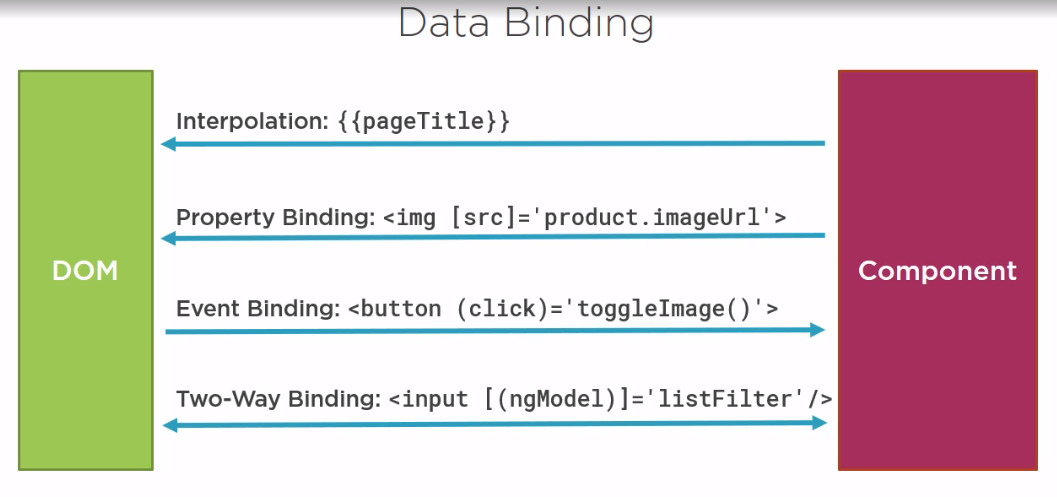 Data Binding
Interpolation: {{pageTitle}}
Property Binding: <img [src]='product.imageUrl'>
DOM
Component
Event Binding: <button (click)='toggleImage()'>
Two-Way Binding: <input [(ngModel)]='listFilter'/>